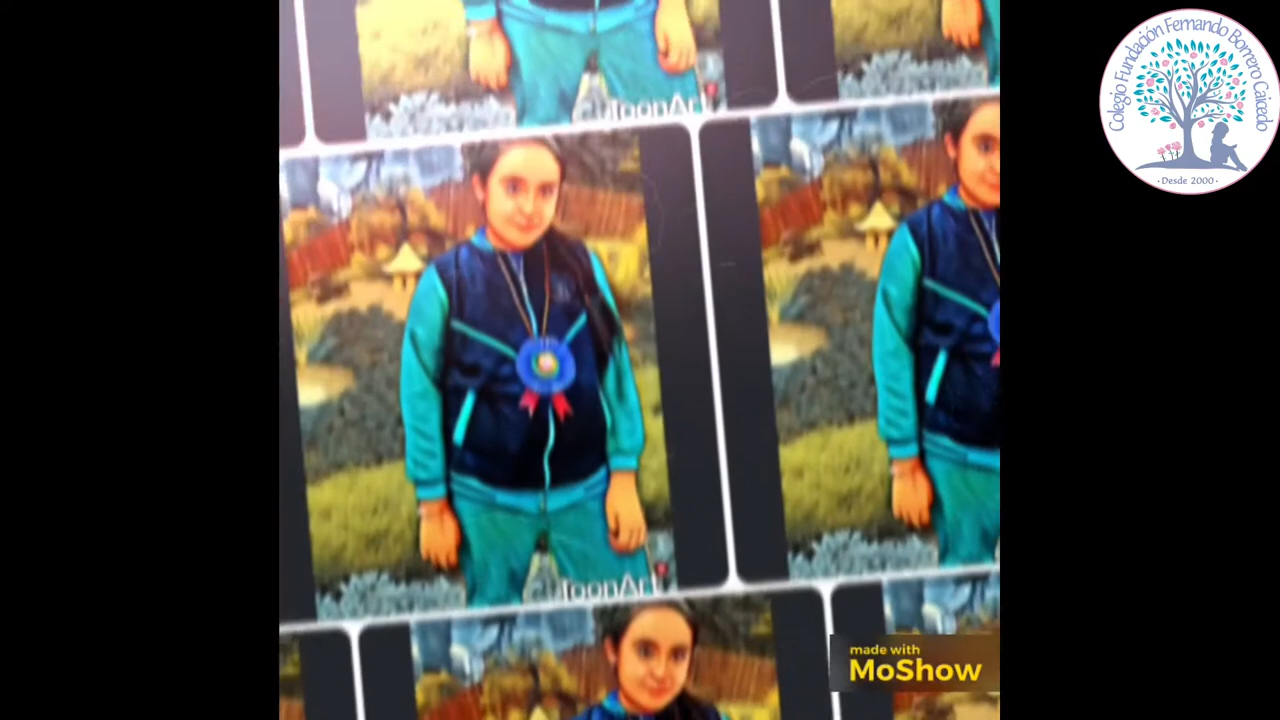 Colegio Fundación Fernando Borrero Caicedo
· Desde 2000 ·
ToonArt
ToonArt
made with
MoShow